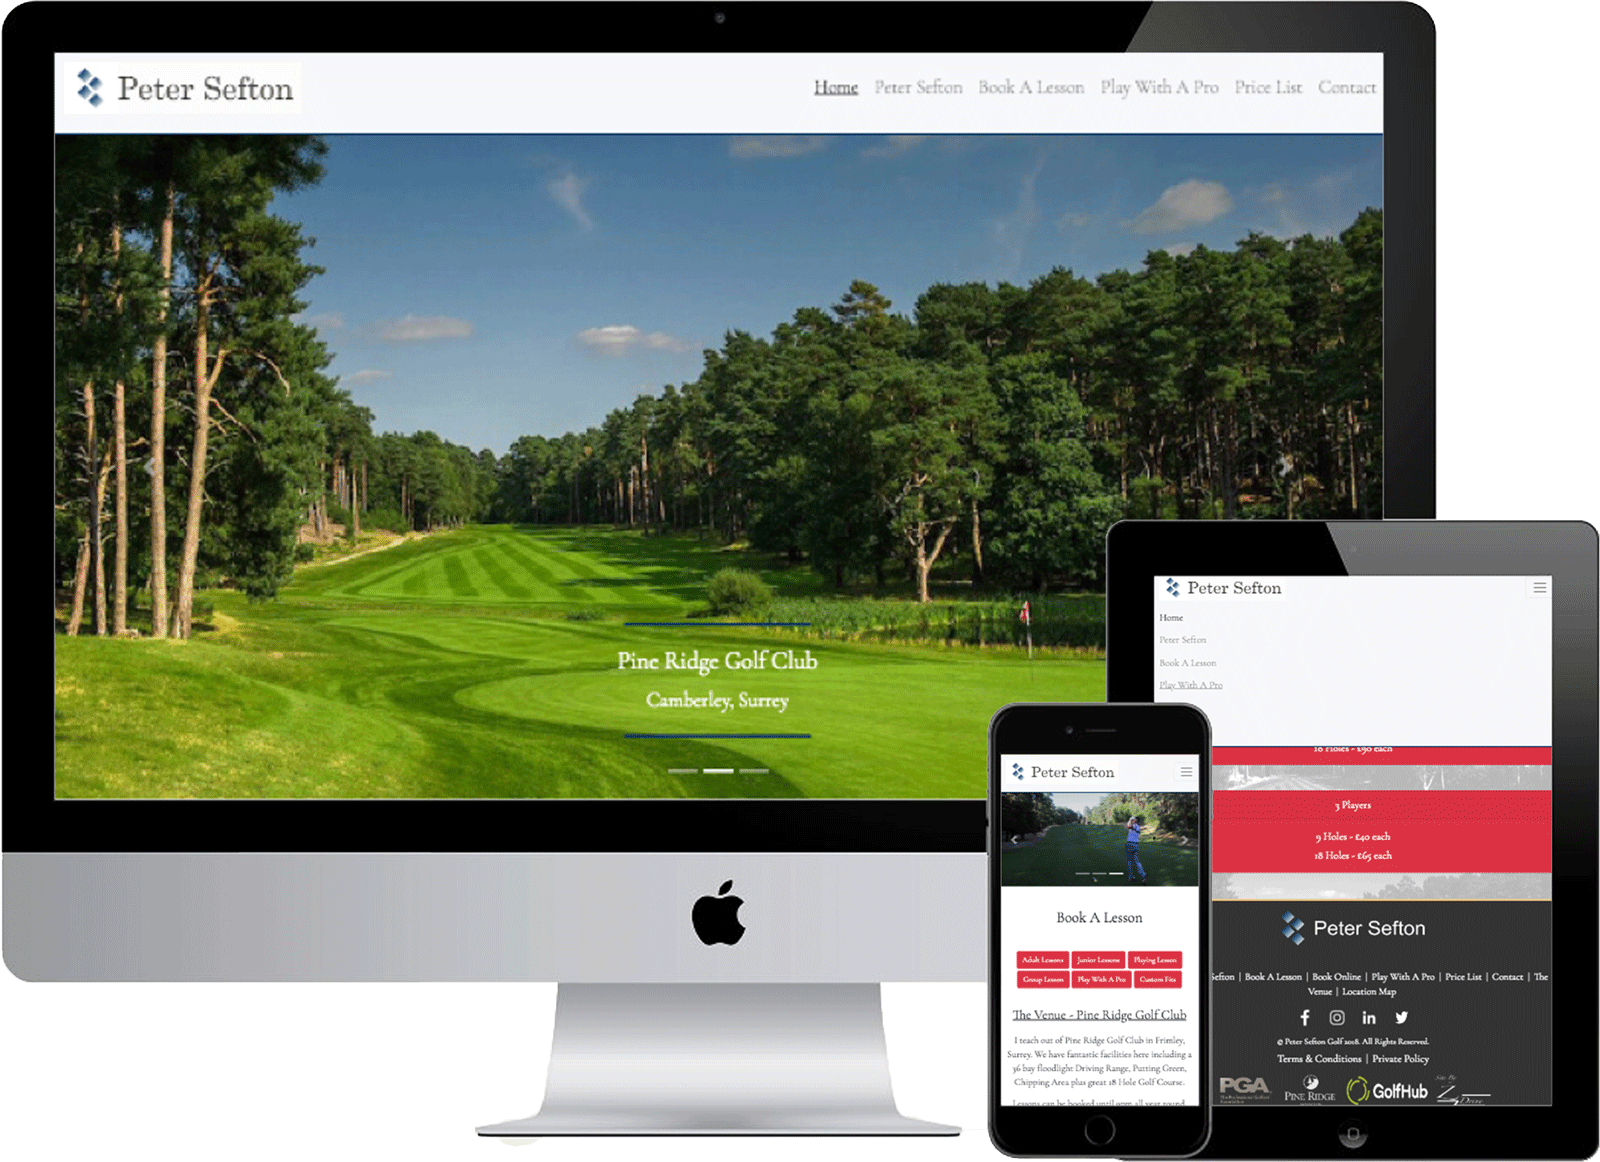 Peter Sefton
Home Peter Sefton Book A Lesson Play With A Pro Price List Contact
Pine Ridge Golf Club
Camberley, Surrey
Peter Sefton
Home
Peter Sefton
Book A Lesson
Play With A Pro
18 Holes - £90 each
3 Players
9 Holes - £40 each
18 Holes - £65 each
Peter Sefton
Sefton | Book A Lesson | Book Online | Play With A Pro | Price List | Contact | The
Venue | Location Map
© Peter Sefton Golf 2018. All Rights Reserved.
Terms & Conditions | Private Policy
PGA
PINE RIDGE
GolfHub
Site By
Peter Sefton
Book A Lesson
Adult Lessons Junior Lessons Playing Lesson
Group Lesson Play With A Pro Custom Fits
The Venue - Pine Ridge Golf Club
I teach out of Pine Ridge Golf Club in Frimley,
Surrey. We have fantastic facilities here including a
36 bay floodlight Driving Range, Putting Green,
Chipping Area plus great 18 Hole Golf Course.
Lessons can be booked until 9pm all year round